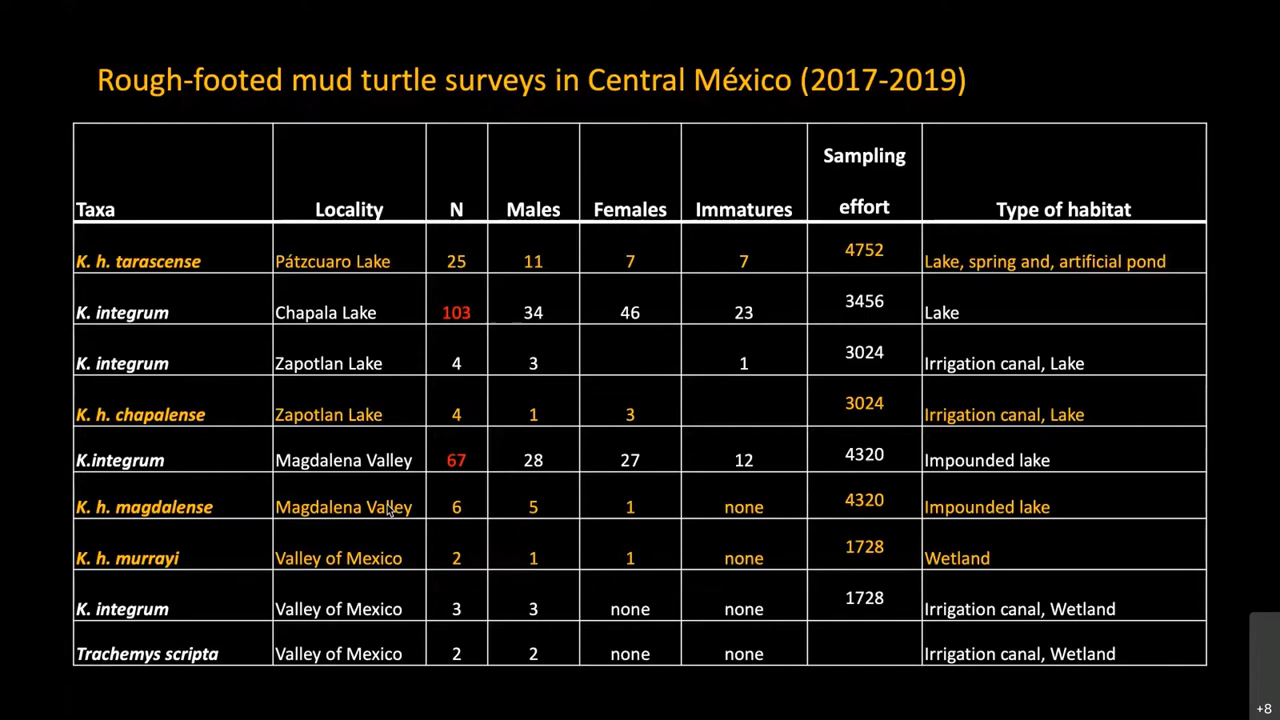 Rough-footed mud turtle surveys in Central México (2017-2019)
Taxa Locality N Males Females Immatures Sampling effort Type of habitat
K. h. tarascense Pátzcuaro Lake 25 11 7 7 4752 Lake, spring and, artificial pond
K. integrum Chapala Lake 103 34 46 23 3456 Lake
K. integrum Zapotlan Lake 4 3 1 3024 Irrigation canal, Lake
K. h. chapalense Zapotlan Lake 4 1 3 3024 Irrigation canal, Lake
K.integrum Magdalena Valley 67 28 27 12 4320 Impounded lake
K. h. magdalense Magdalena Valley 6 5 1 none 4320 Impounded lake
K. h. murrayi Valley of Mexico 2 1 1 none 1728 Wetland
K. integrum Valley of Mexico 3 3 none none 1728 Irrigation canal, Wetland
Trachemys scripta Valley of Mexico 2 2 none none Irrigation canal, Wetland
+8